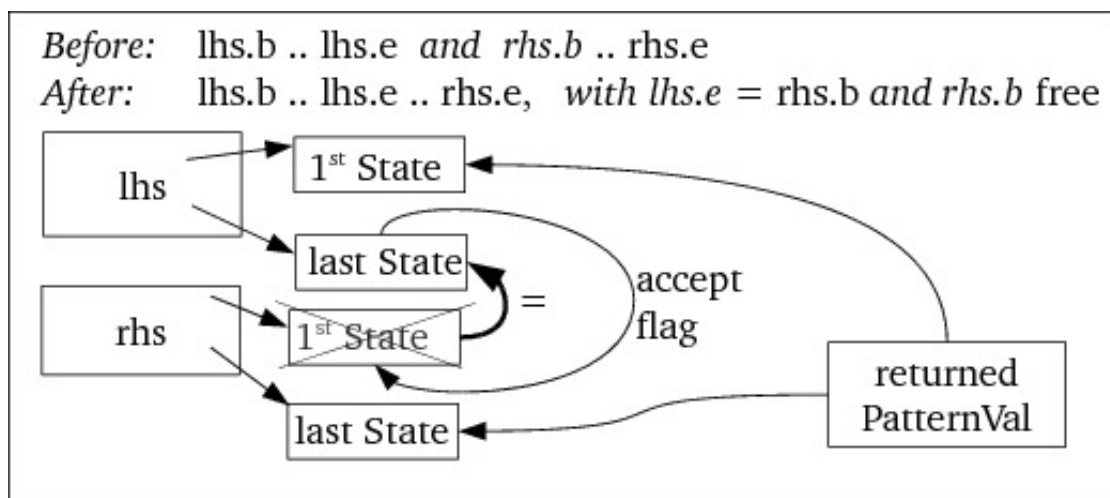 Before: lhs.b .. lhs.e and rhs.b .. rhs.e
After: lhs.b .. lhs.e .. rhs.e, with lhs.e = rhs.b and rhs.b free
lhs
1st State
last State
=
accept
flag
rhs
1st State
last State
returned
PatternVal